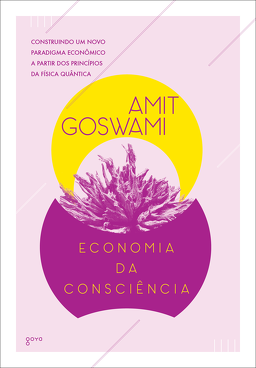 CONSTRUINDO UM NOVO
PARADIGMA ECONÔMICO
A PARTIR DOS PRINCÍPIOS
DA FÍSICA QUÂNTICA
AMIT
GOSWAMI
ECONOMIA
DA
CONSCIÊNCIA
goya